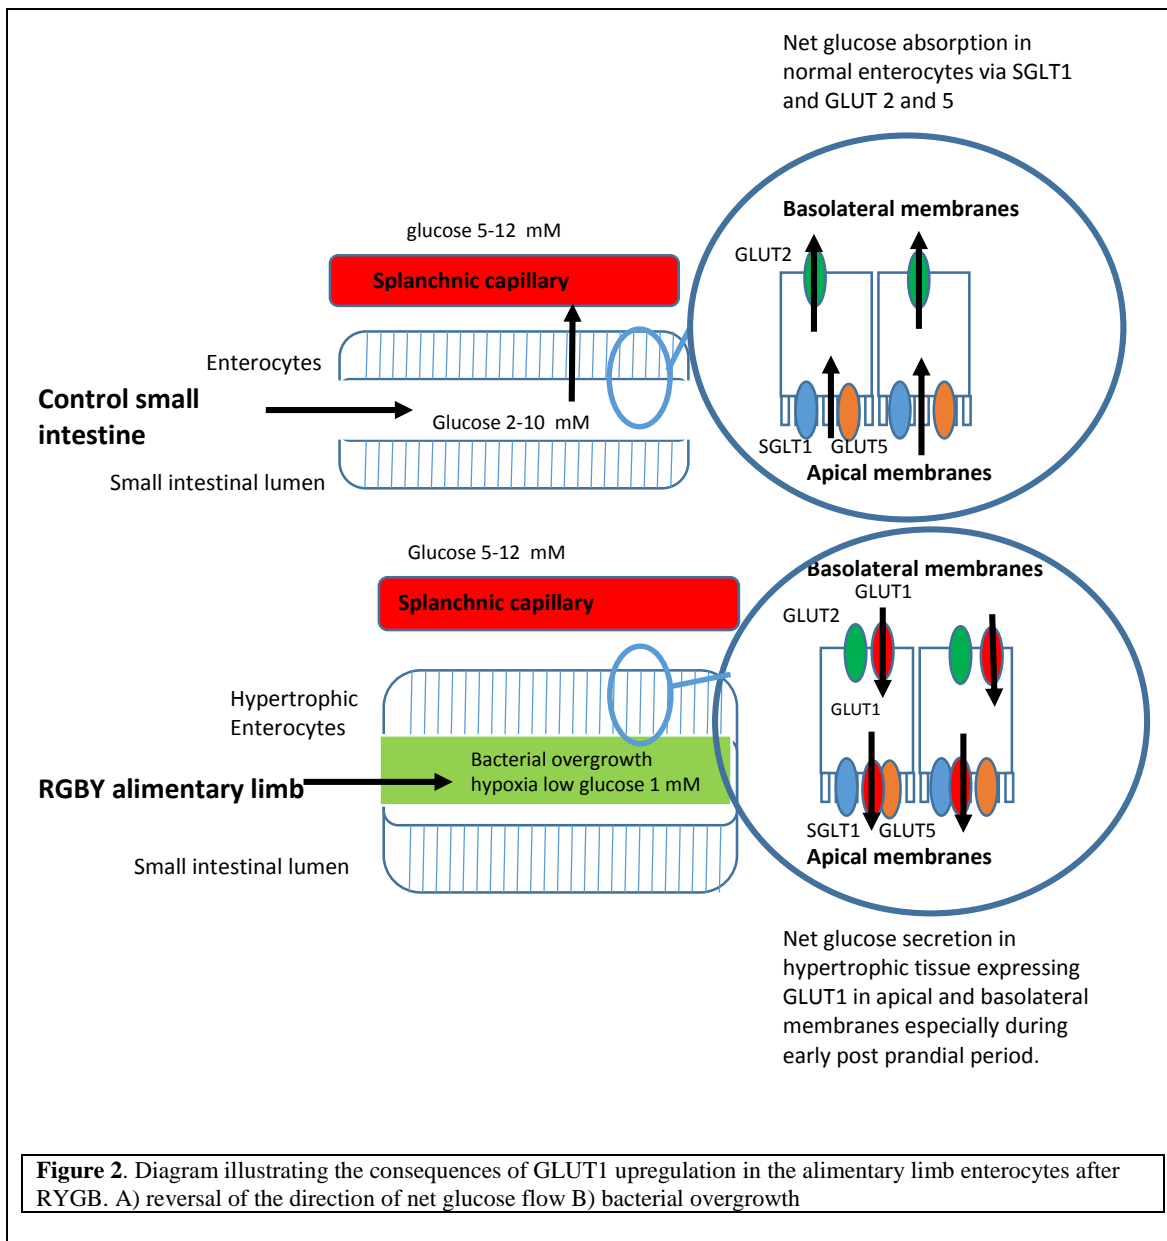 Net glucose absorption in
normal enterocytes via SGLT1
and GLUT 2 and 5
Basolateral membranes
GLUT2
glucose 5-12  mM
Splanchnic capillary
Enterocytes
Control small
intestine
Glucose 2-10  mM
Small intestinal lumen
SGLT1
GLUT5
Apical membranes
Glucose 5-12  mM
Splanchnic capillary
Basolateral membranes
GLUT1
GLUT2
GLUT1
Hypertrophic
Enterocytes
Bacterial overgrowth
hypoxia low glucose 1 mM
RGBY alimentary limb
Small intestinal lumen
SGLT1
GLUT5
Apical membranes
Net glucose secretion in
hypertrophic tissue expressing
GLUT1 in apical and basolateral
membranes especially during
early post prandial period.
Figure 2. Diagram illustrating the consequences of GLUT1 upregulation in the alimentary limb enterocytes after
RYGB. A) reversal of the direction of net glucose flow B) bacterial overgrowth